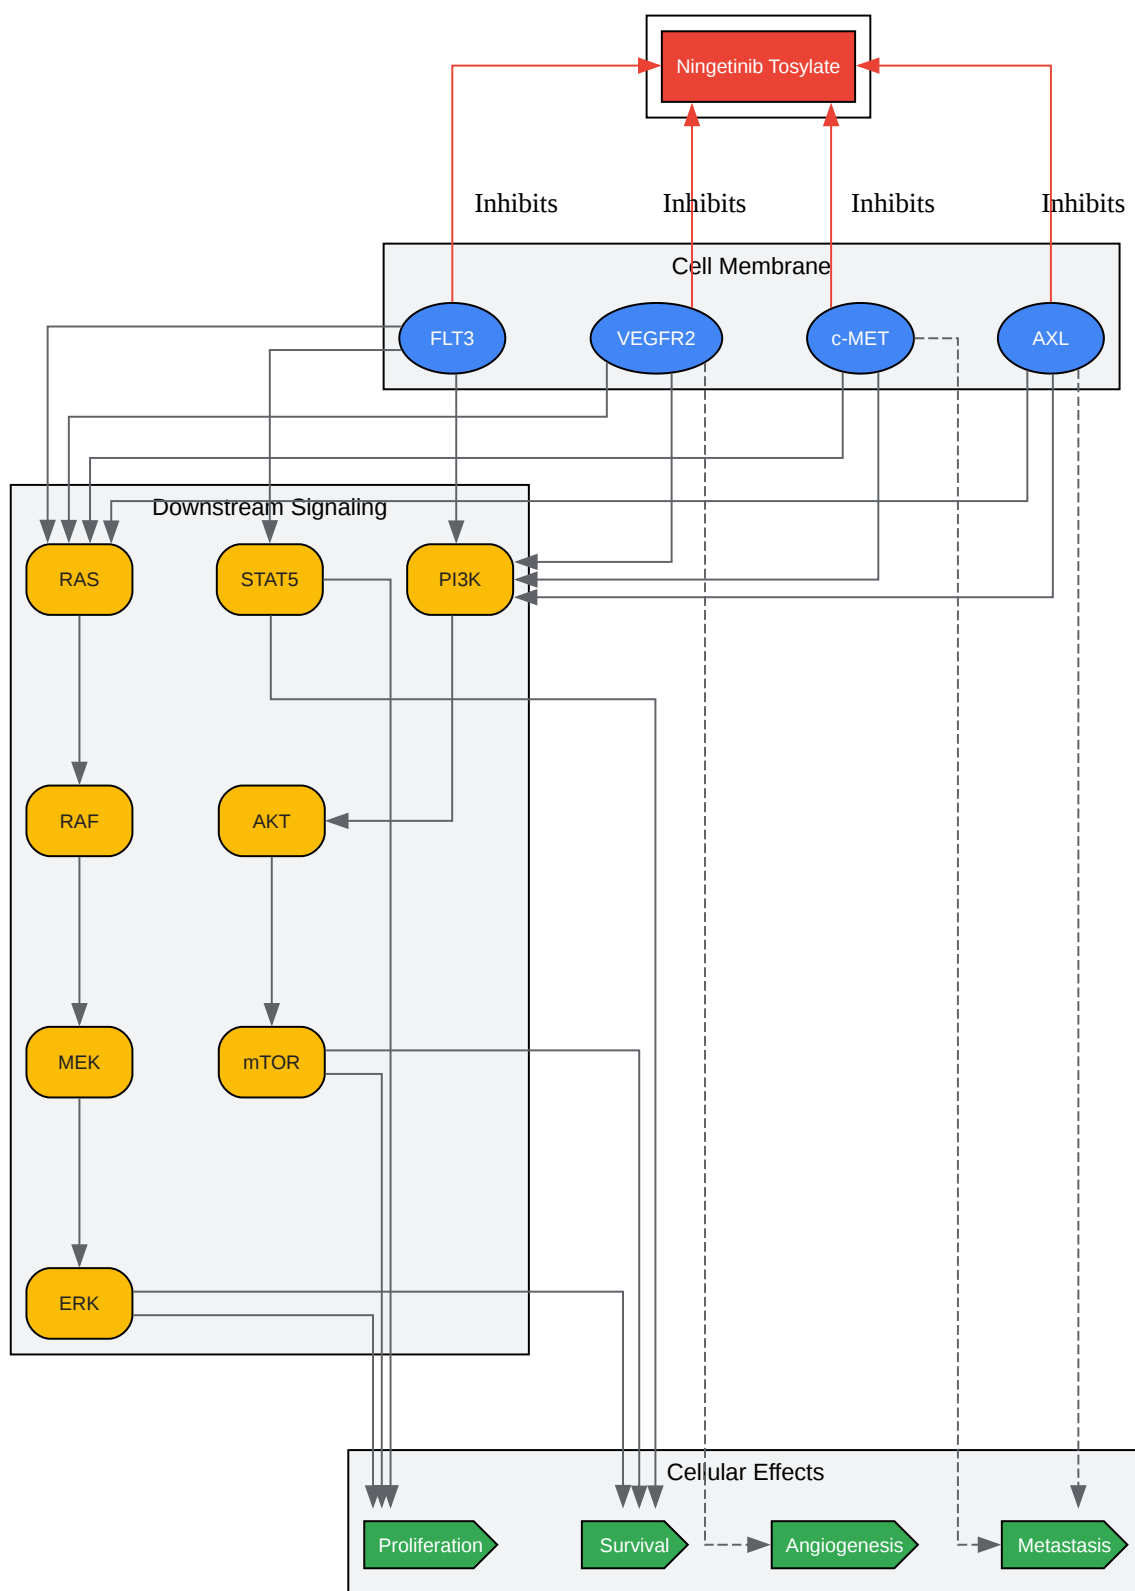 Ningetinib Tosylate
Inhibits
Inhibits
Inhibits
Inhibits
Cell Membrane
FLT3
VEGFR2
c-MET
AXL
Downstream Signaling
RAS
STAT5
PI3K
RAF
AKT
MEK
mTOR
ERK
Cellular Effects
Proliferation
Survival
Angiogenesis
Metastasis